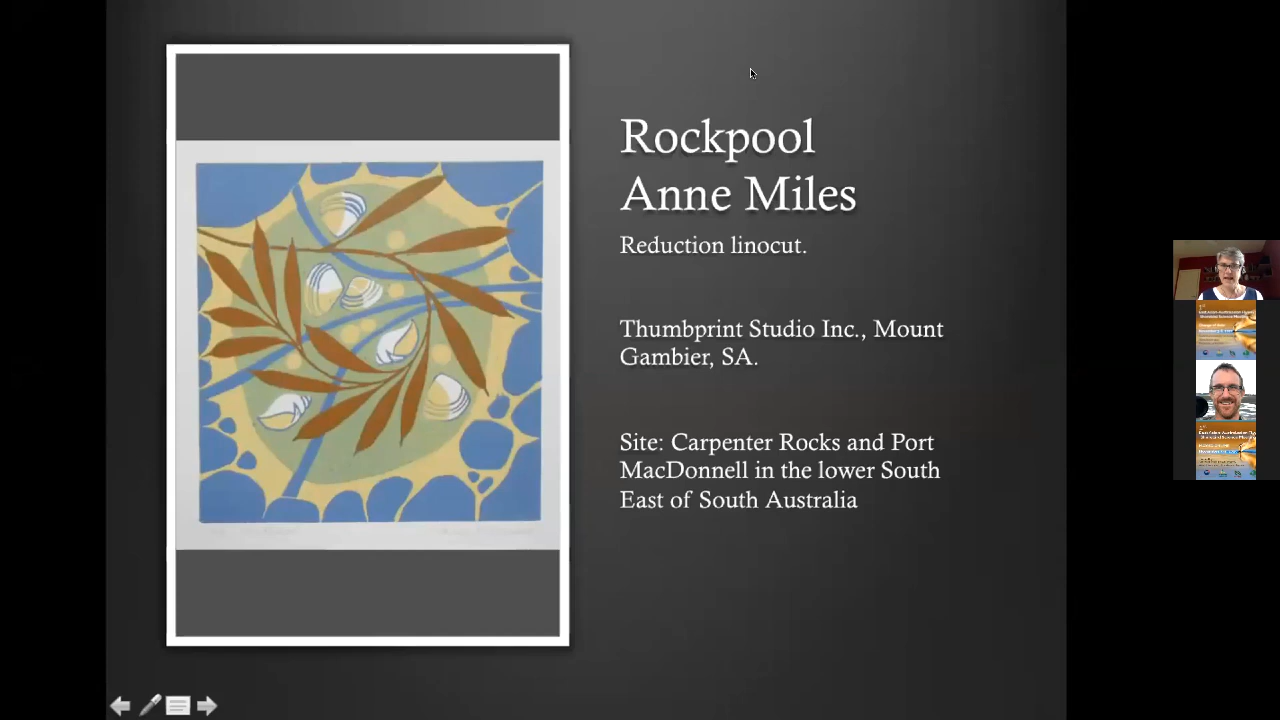 Rockpool
Anne Miles
Reduction linocut.
Thumbprint Studio Inc., Mount
Gambier, SA.
Site: Carpenter Rocks and Port
MacDonnell in the lower South
East of South Australia